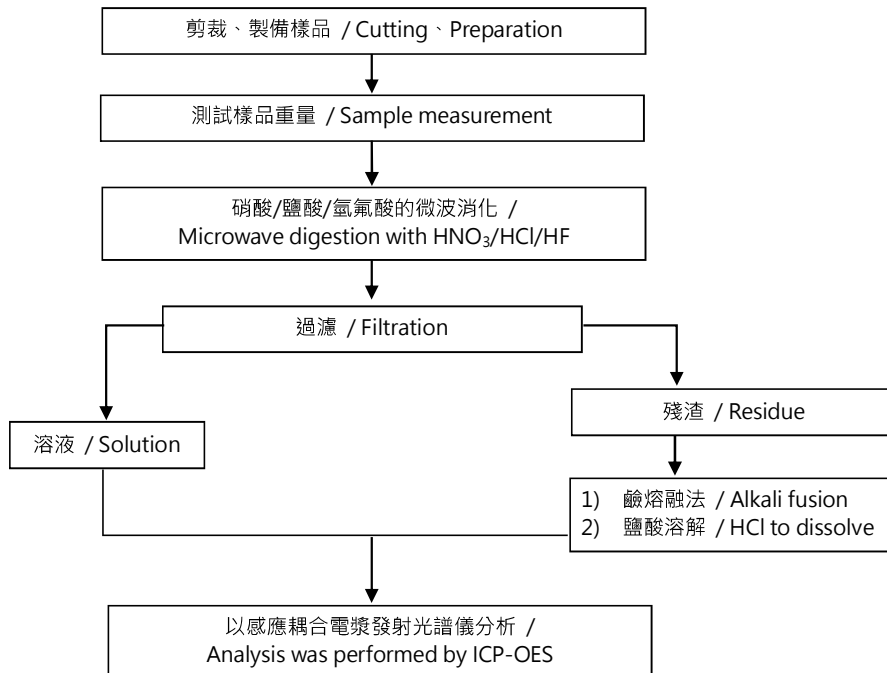 剪裁、製備樣品 / Cutting、Preparation
測試樣品重量 / Sample measurement
硝酸/鹽酸/氫氟酸的微波消化 /
Microwave digestion with HNO₃/HCl/HF
過濾 / Filtration
溶液 / Solution
殘渣 / Residue
1) 鹼熔融法 / Alkali fusion
2) 鹽酸溶解 / HCl to dissolve
以感應耦合電漿發射光譜儀分析 /
Analysis was performed by ICP-OES